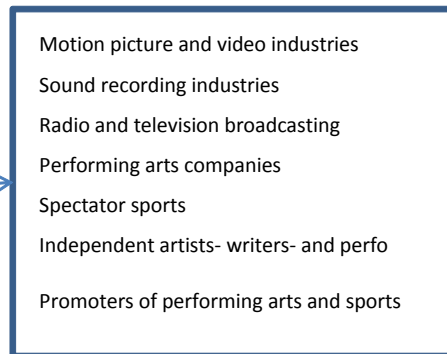 Motion picture and video industries
Sound recording industries
Radio and television broadcasting
Performing arts companies
Spectator sports
Independent artists- writers- and perfo
Promoters of performing arts and sports